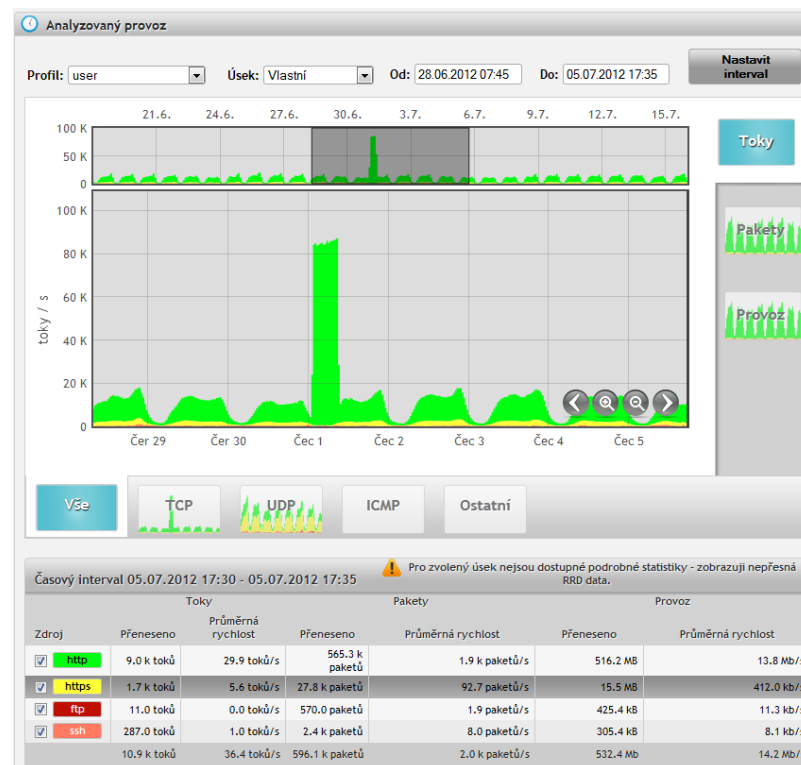 Analyzovaný provoz
Profil: user Úsek: Vlastní Od: 28.06.2012 07:45 Do: 05.07.2012 17:35 Nastavit interval
21.6. 24.6. 27.6. 30.6. 3.7. 6.7. 9.7. 12.7. 15.7.
100 K
50 K
0
Toky
100 K
80 K
60 K
40 K
20 K
0
toky / s
Pakety
Provoz
Čer 29 Čer 30 Čec 1 Čec 2 Čec 3 Čec 4 Čec 5
Vše TCP UDP ICMP Ostatní
Časový interval 05.07.2012 17:30 - 05.07.2012 17:35
Pro zvolený úsek nejsou dostupné podrobné statistiky - zobrazuji nepřesná
RRD data.
Toky Pakety Provoz
Zdroj Přeneseno Průměrná rychlost Přeneseno Průměrná rychlost Přeneseno Průměrná rychlost
http 9.0 k toků 29.9 toků/s 565.3 k paketů 1.9 k paketů/s 516.2 MB 13.8 Mb/s
https 1.7 k toků 5.6 toků/s 27.8 k paketů 92.7 paketů/s 15.5 MB 412.0 kb/s
ftp 11.0 toků 0.0 toků/s 570.0 paketů 1.9 paketů/s 425.4 kB 11.3 kb/s
ssh 287.0 toků 1.0 toků/s 2.4 k paketů 8.0 paketů/s 305.4 kB 8.1 kb/s
10.9 k toků 36.4 toků/s 596.1 k paketů 2.0 k paketů/s 532.4 Mb 14.2 Mb/s